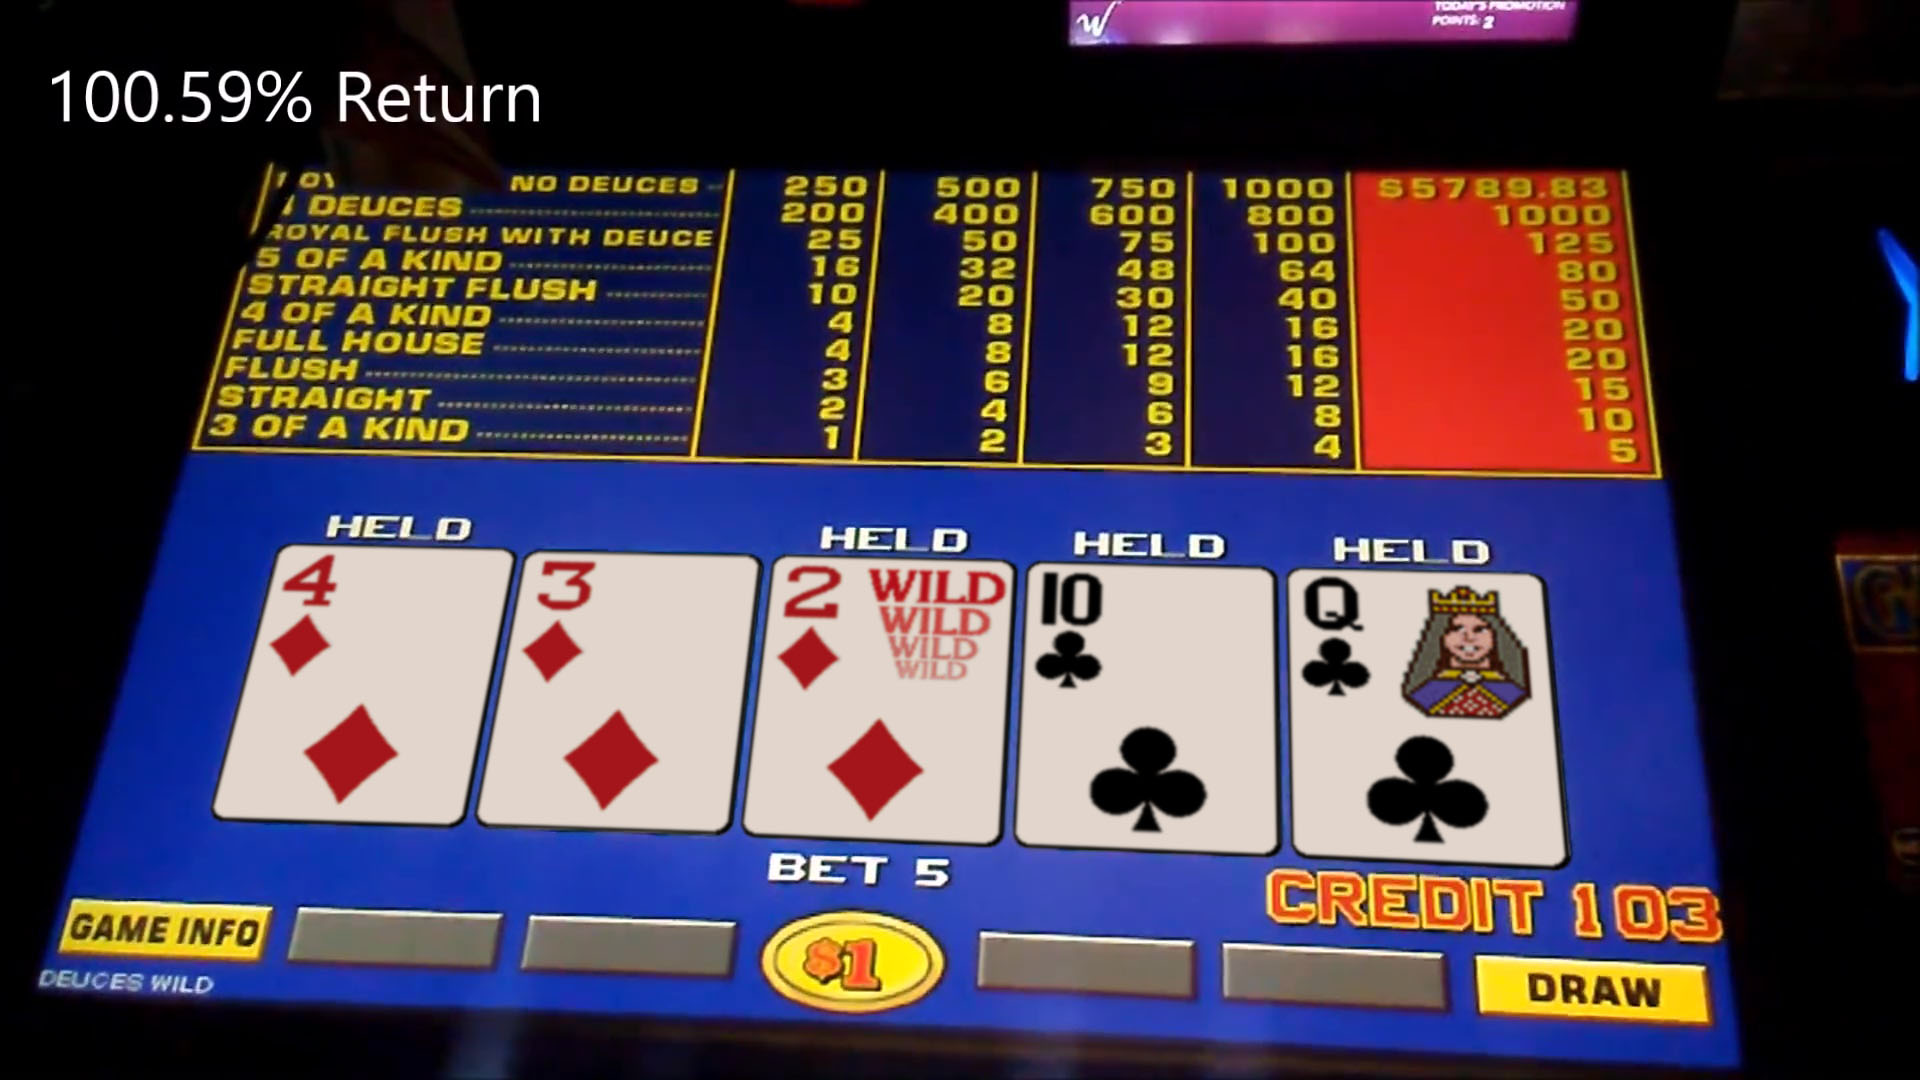 W
TODAY'S PROMOTION
POINTS: 2
100.59% Return
NO DEUCES 250 500 750 1000 $5789.83
DEUCES 200 400 600 800 1000
ROYAL FLUSH WITH DEUCE 25 50 75 100 125
5 OF A KIND 16 32 48 64 80
STRAIGHT FLUSH 10 20 30 40 50
4 OF A KIND 4 8 12 16 20
FULL HOUSE 4 8 12 16 20
FLUSH 3 6 9 12 15
STRAIGHT 2 4 6 8 10
3 OF A KIND 1 2 3 4 5
HELD HELD HELD HELD
4 3 2 WILD 10 Q
WILD
WILD
WILD
BET 5
CREDIT 103
GAME INFO $1 DRAW
DEUCES WILD